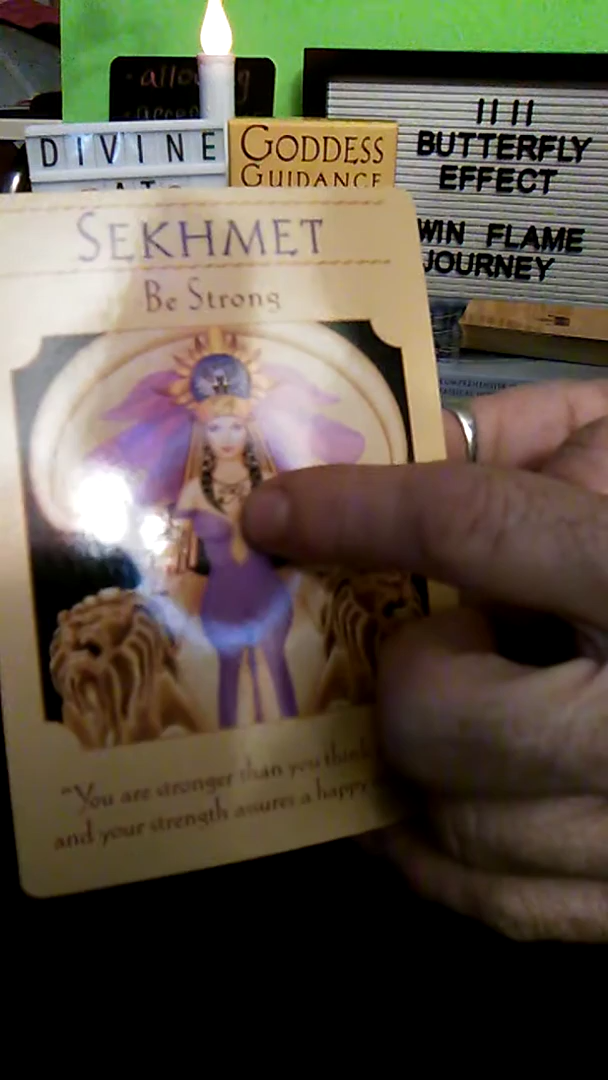 allowing
DIVINE
GODDESS
GUIDANCE
11 11
BUTTERFLY
EFFECT
WIN FLAME
JOURNEY
SEKHMET
Be Strong
"You are stronger than you think
and your strength assures a happy